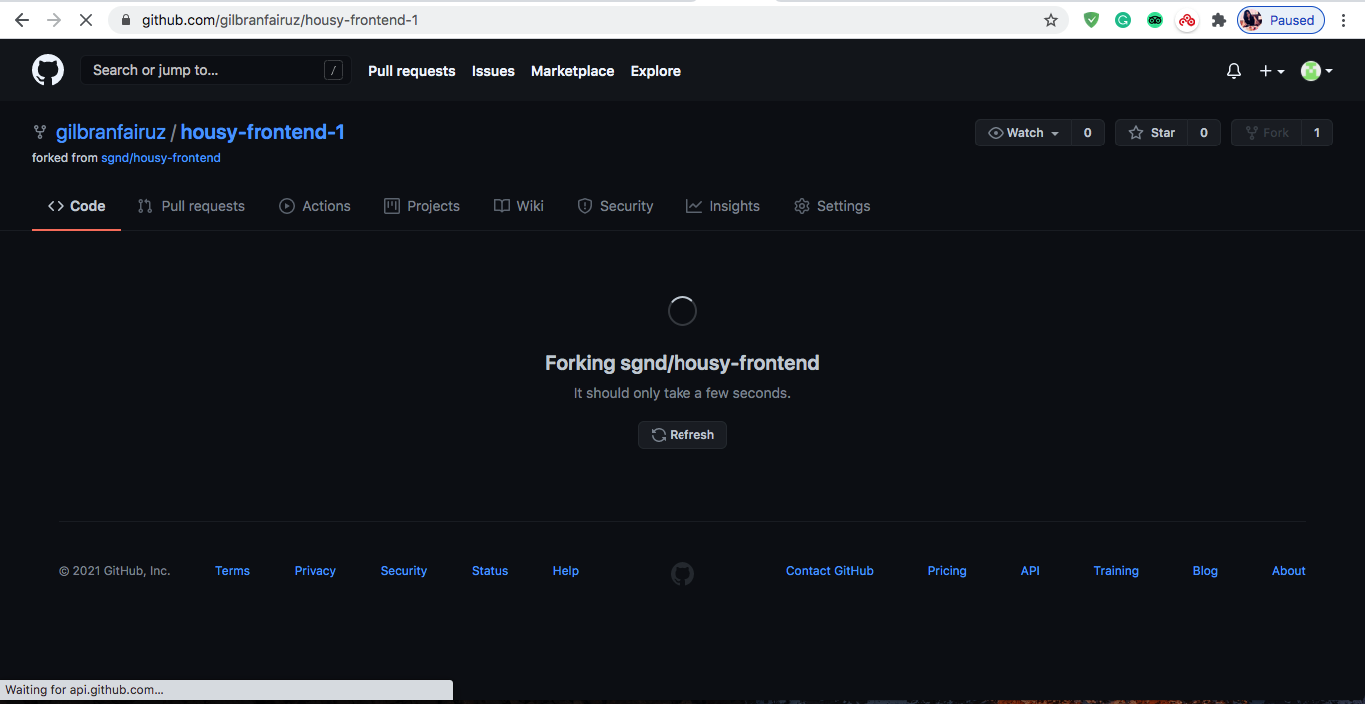 github.com/gilbranfairuz/housy-frontend-1
Paused
Search or jump to...
/
Pull requests
Issues
Marketplace
Explore
gilbranfairuz / housy-frontend-1
forked from sgnd/housy-frontend
Watch 0
Star 0
Fork 1
Code
Pull requests
Actions
Projects
Wiki
Security
Insights
Settings
Forking sgnd/housy-frontend
It should only take a few seconds.
Refresh
© 2021 GitHub, Inc.
Terms
Privacy
Security
Status
Help
Contact GitHub
Pricing
API
Training
Blog
About
Waiting for api.github.com...